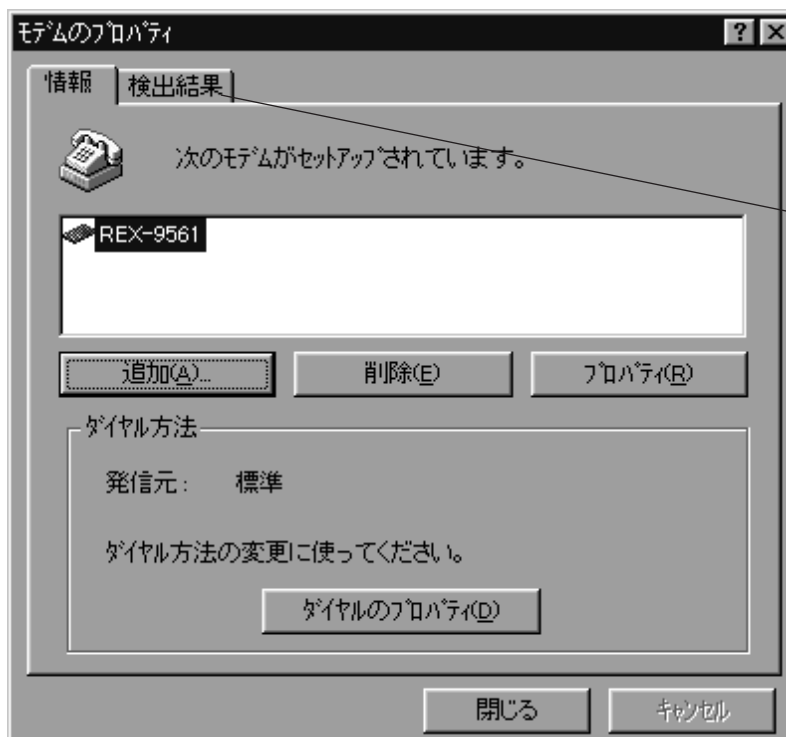 ﾓﾃﾞﾑのﾌﾟﾛﾊﾟﾃｨ
情報 検出結果
次のﾓﾃﾞﾑがｾｯﾄｱｯﾌﾟされています。
REX-9561
追加(A)... 削除(E) ﾌﾟﾛﾊﾟﾃｨ(R)
ﾀﾞｲﾔﾙ方法
発信元: 標準
ﾀﾞｲﾔﾙ方法の変更に使ってください。
ﾀﾞｲﾔﾙのﾌﾟﾛﾊﾟﾃｨ(D)
閉じる ｷｬﾝｾﾙ